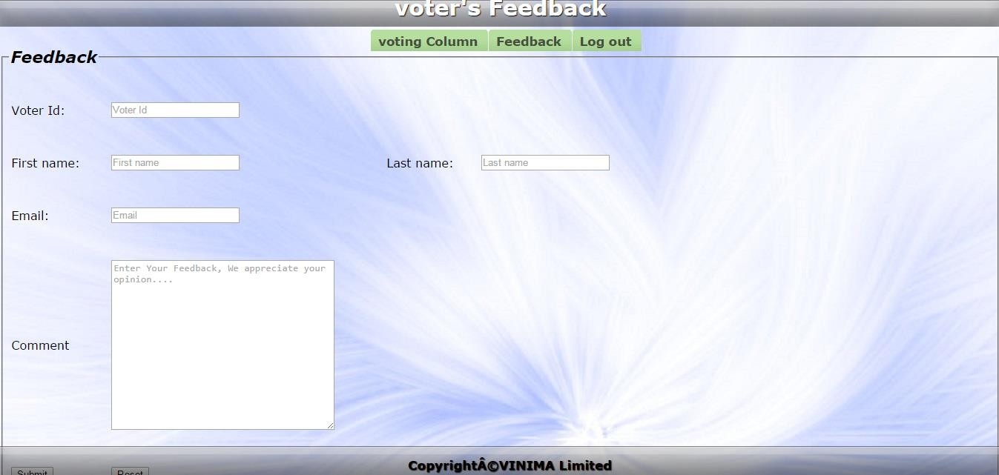 voter's Feedback
voting Column Feedback Log out
Feedback
Voter Id: Voter Id
First name: First name Last name: Last name
Email: Email
Enter Your Feedback, We appreciate your
opinion....
Comment
Submit Reset
CopyrightÂ©VINIMA Limited